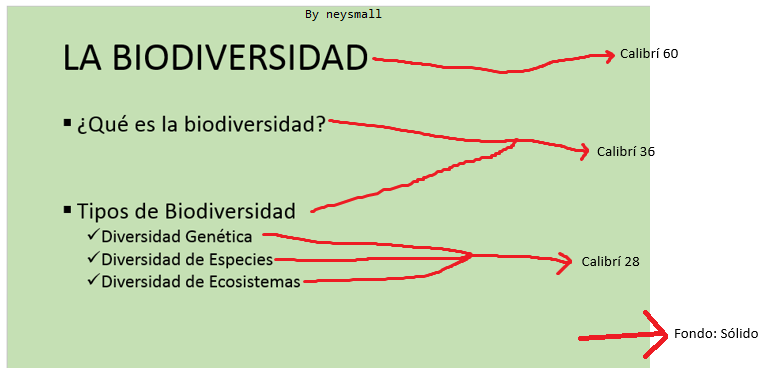 By neysmall
LA BIODIVERSIDAD
Calibrí 60
▪ ¿Qué es la biodiversidad?
Calibrí 36
▪ Tipos de Biodiversidad
✓Diversidad Genética
✓Diversidad de Especies
Calibrí 28
✓Diversidad de Ecosistemas
Fondo: Sólido